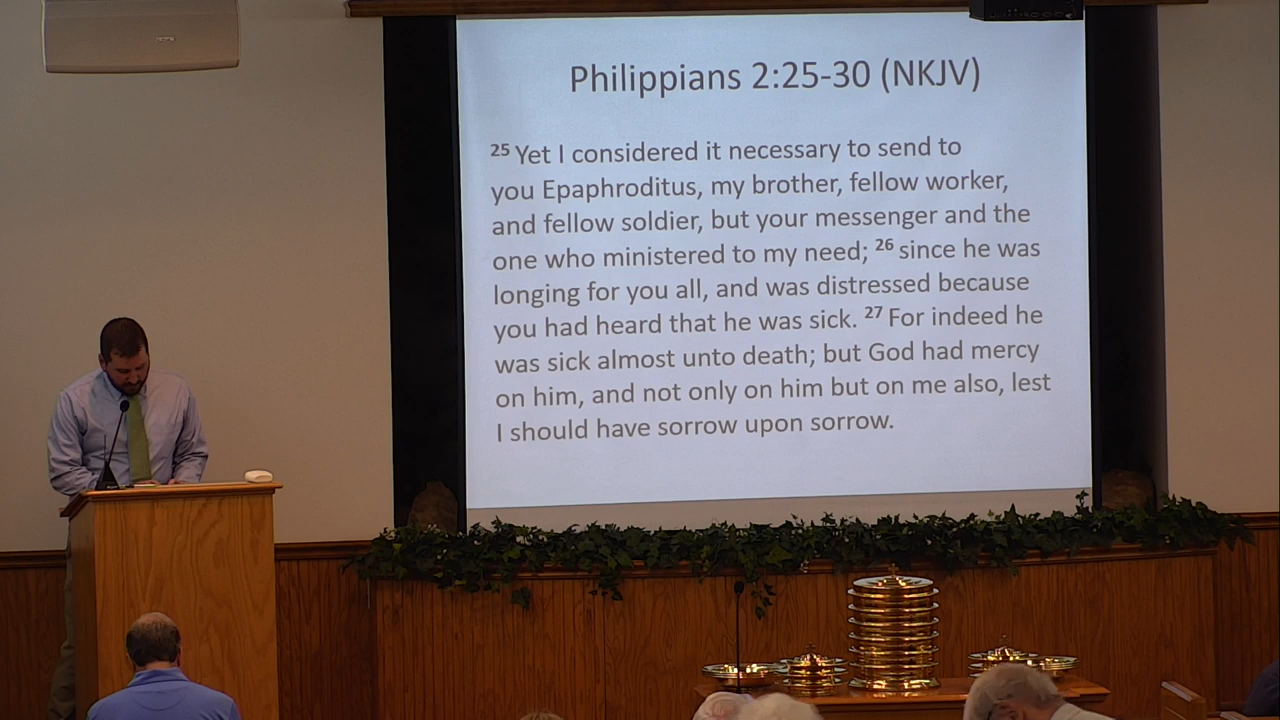 Philippians 2:25-30 (NKJV)
25 Yet I considered it necessary to send to
you Epaphroditus, my brother, fellow worker,
and fellow soldier, but your messenger and the
one who ministered to my need; 26 since he was
longing for you all, and was distressed because
you had heard that he was sick. 27 For indeed he
was sick almost unto death; but God had mercy
on him, and not only on him but on me also, lest
I should have sorrow upon sorrow.